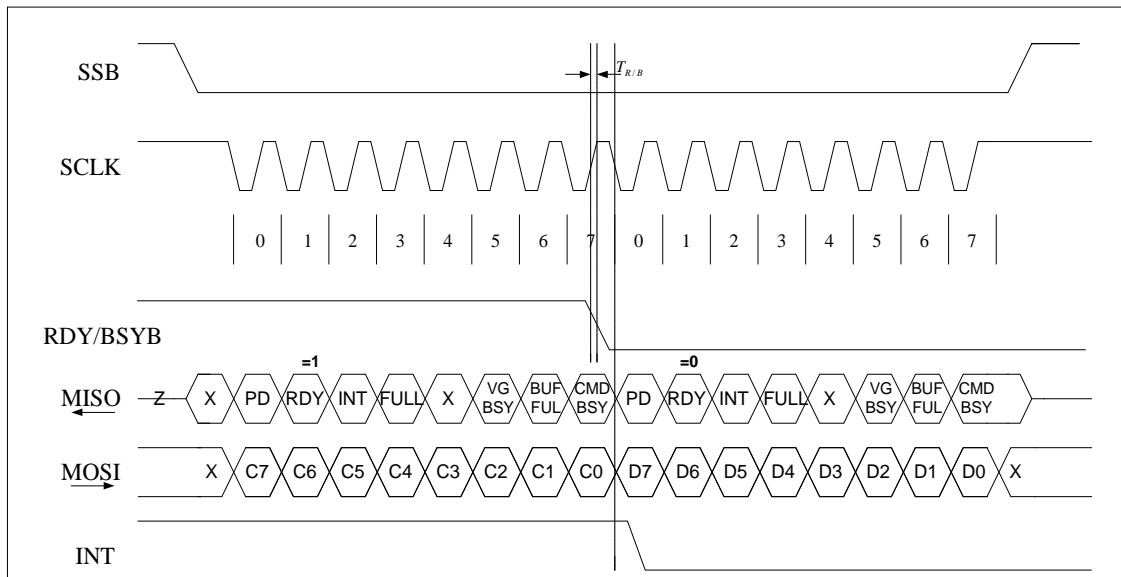 SSB
T R/B
SCLK
0 1 2 3 4 5 6 7 0 1 2 3 4 5 6 7
RDY/BSYB
=1 =0
MISO Z X PD RDY INT FULL X VG BSY BUF FUL CMD BSY PD RDY INT FULL X VG BSY BUF FUL CMD BSY
MOSI X C7 C6 C5 C4 C3 C2 C1 C0 D7 D6 D5 D4 D3 D2 D1 D0 X
INT